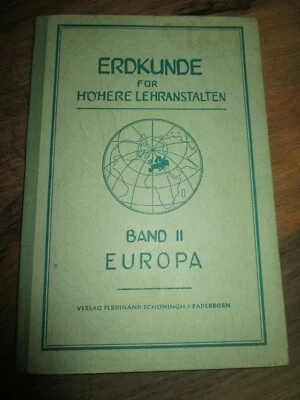 ERDKUNDE
FÜR
HÖHERE LEHRANSTALTEN
BAND II
EUROPA
VERLAG FERDINAND SCHÖNINGH / PADERBORN